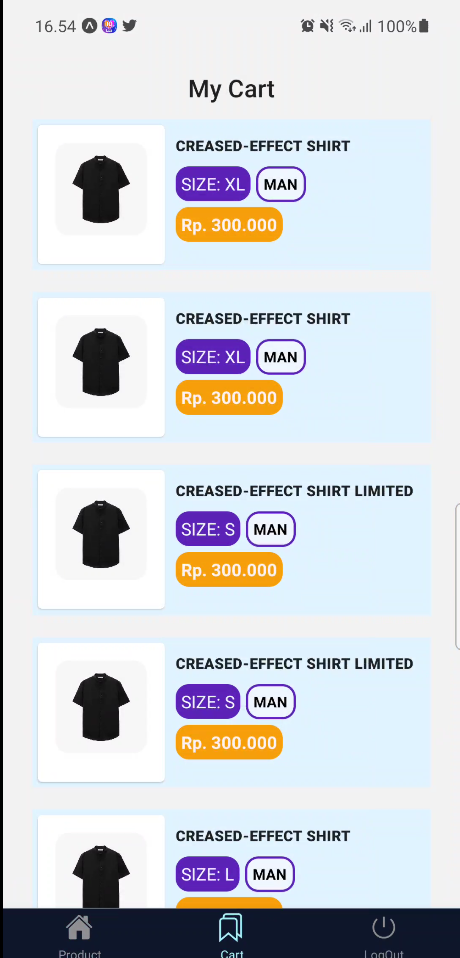 16.54
100%
My Cart
CREASED-EFFECT SHIRT
SIZE: XL MAN
Rp. 300.000
CREASED-EFFECT SHIRT
SIZE: XL MAN
Rp. 300.000
CREASED-EFFECT SHIRT LIMITED
SIZE: S MAN
Rp. 300.000
CREASED-EFFECT SHIRT LIMITED
SIZE: S MAN
Rp. 300.000
CREASED-EFFECT SHIRT
SIZE: L MAN
Product Cart LogOut